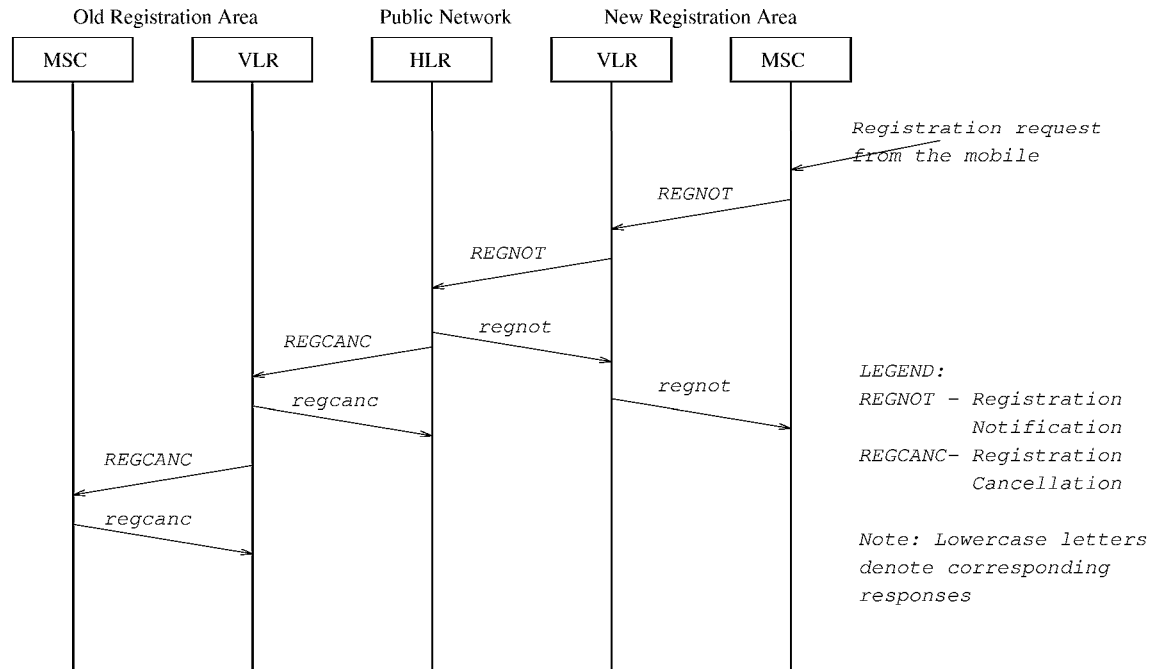 Old Registration Area
Public Network
New Registration Area
MSC
VLR
HLR
VLR
MSC
Registration request
from the mobile
REGNOT
REGNOT
regnot
REGCANC
regnot
regcanc
REGCANC
regcanc
LEGEND:
REGNOT - Registration
Notification
REGCANC- Registration
Cancellation
Note: Lowercase letters
denote corresponding
responses